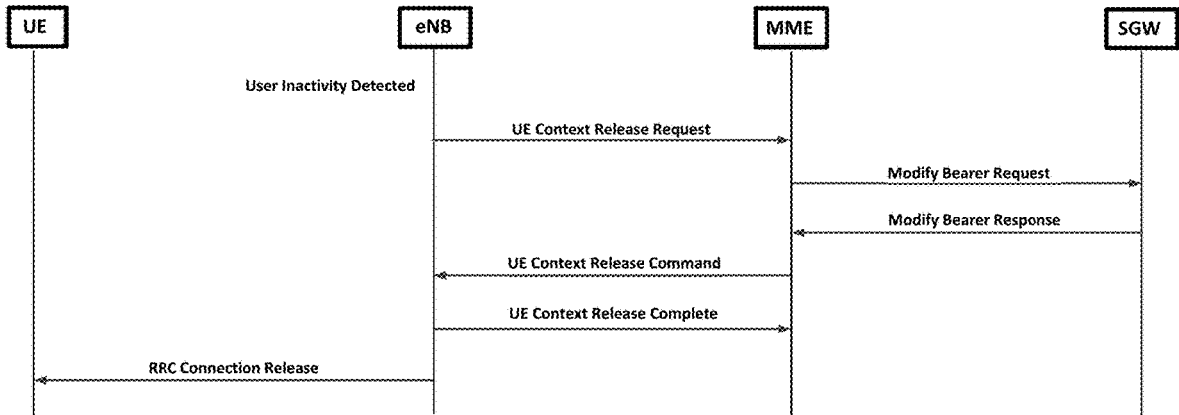 UE
eNB
MME
SGW
User Inactivity Detected
UE Context Release Request
Modify Bearer Request
Modify Bearer Response
UE Context Release Command
UE Context Release Complete
RRC Connection Release